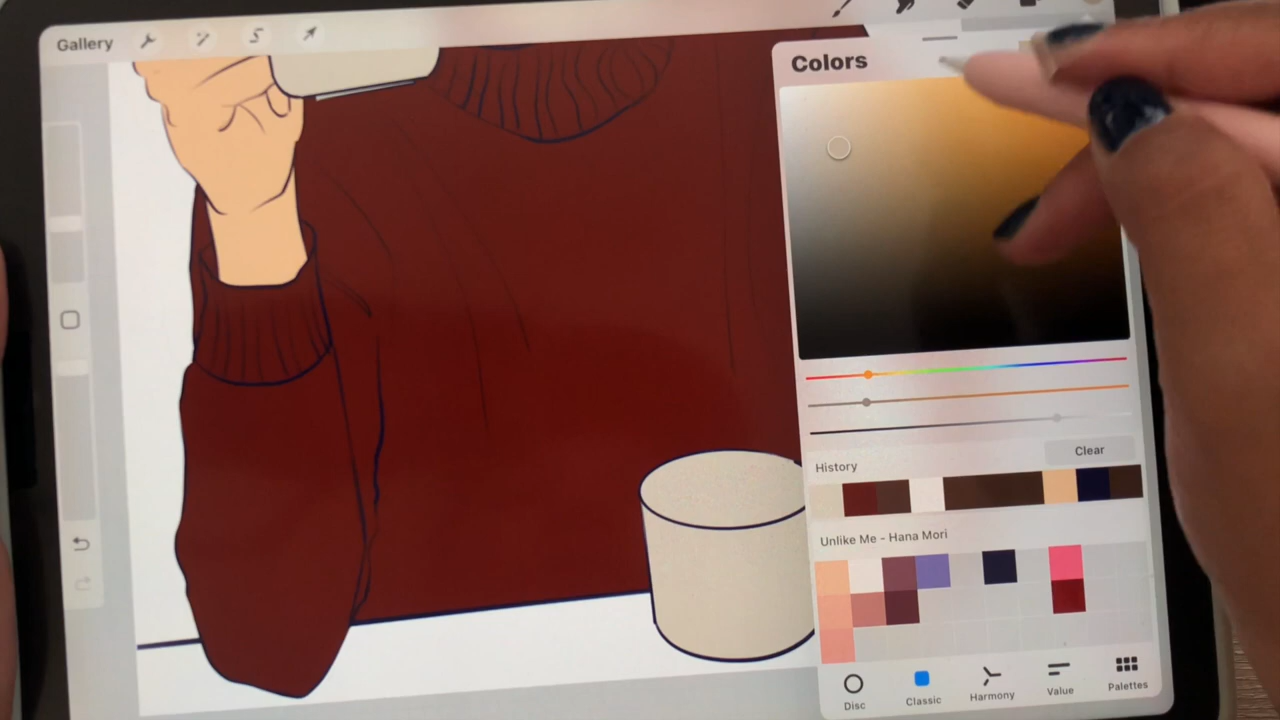 Gallery
Colors
Clear
History
Unlike Me - Hana Mori
Disc
Classic
Harmony
Value
Palettes